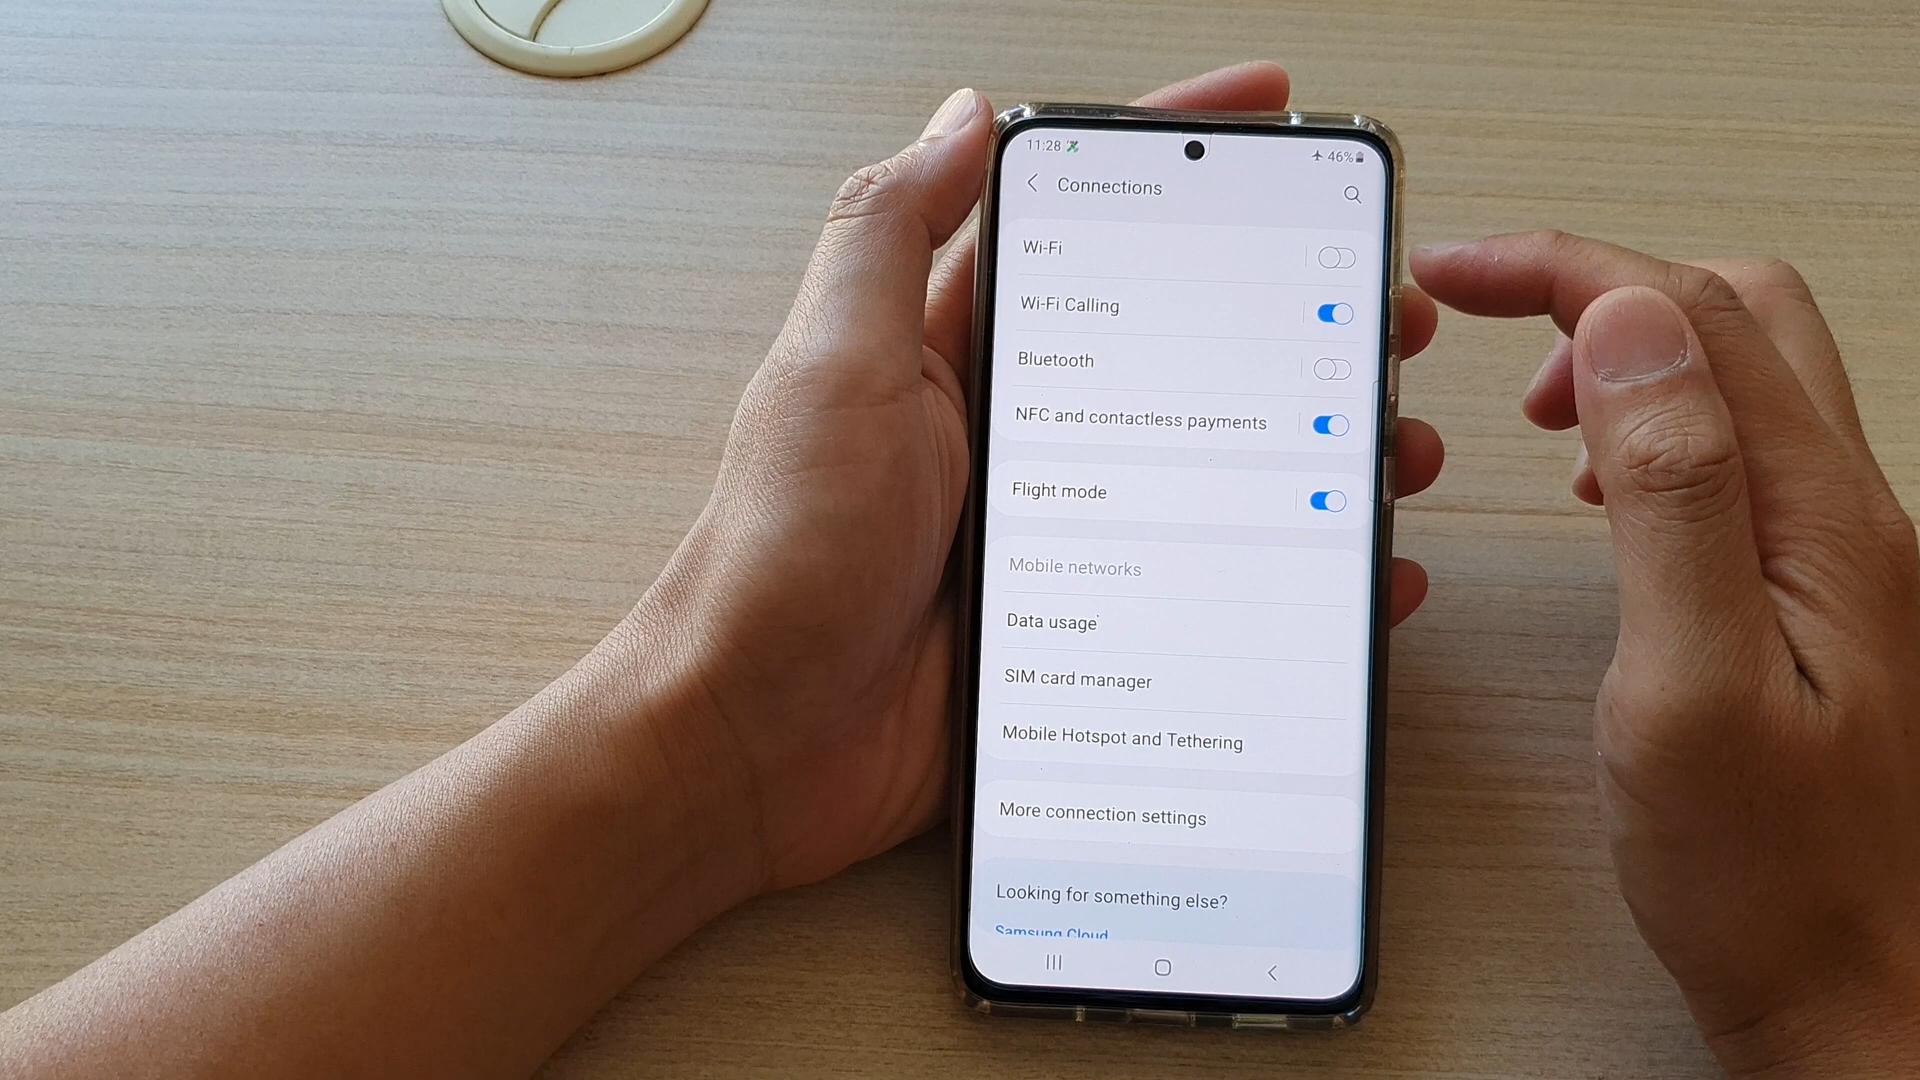 11:28 46%
Connections
Wi-Fi
Wi-Fi Calling
Bluetooth
NFC and contactless payments
Flight mode
Mobile networks
Data usage
SIM card manager
Mobile Hotspot and Tethering
More connection settings
Looking for something else?
Samsung Cloud